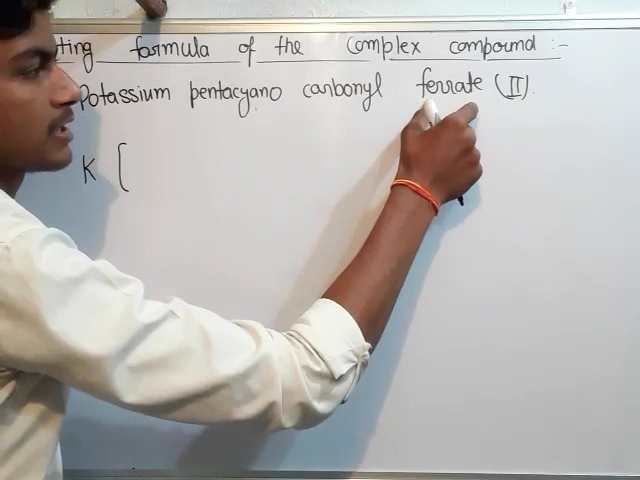 ting formula of the complex compound :-
Potassium pentacyano carbonyl ferrate (II).
K [